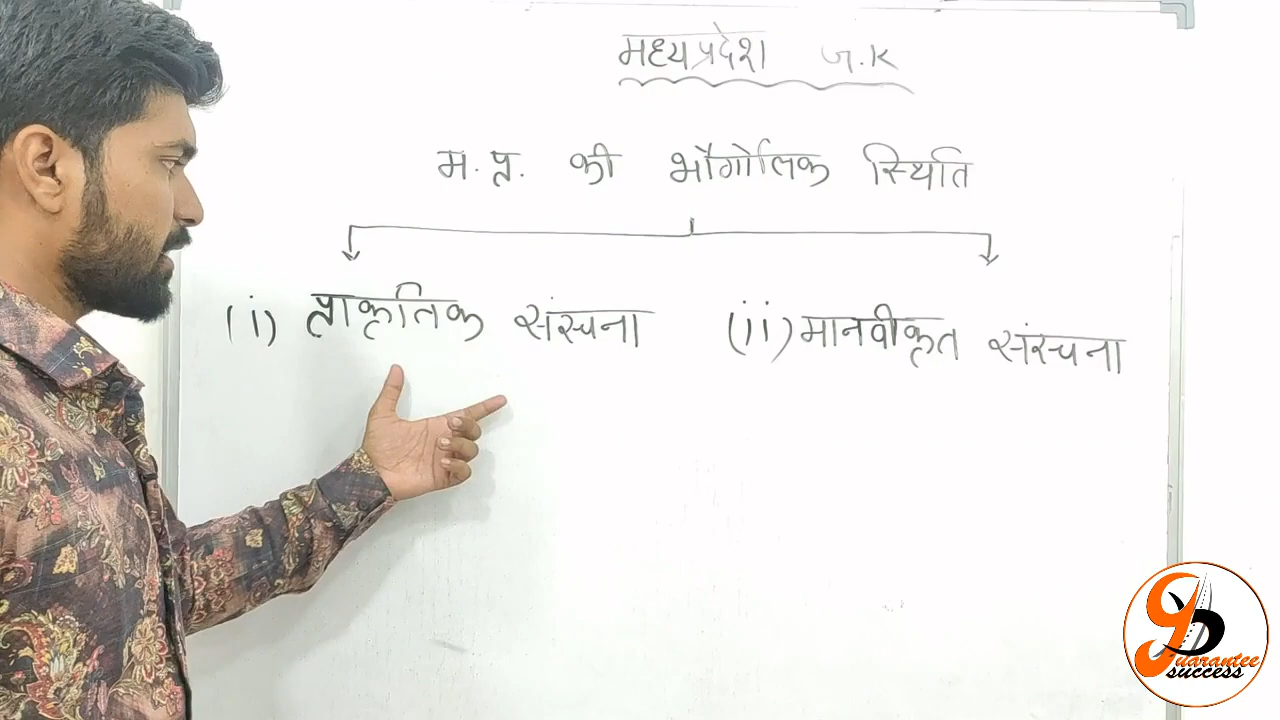 मध्यप्रदेश G.K
म.प्र. की भौगोलिक स्थिति
(i) प्राकृतिक संरचना (ii) मानवीकृत संरचना
Guarantee
success